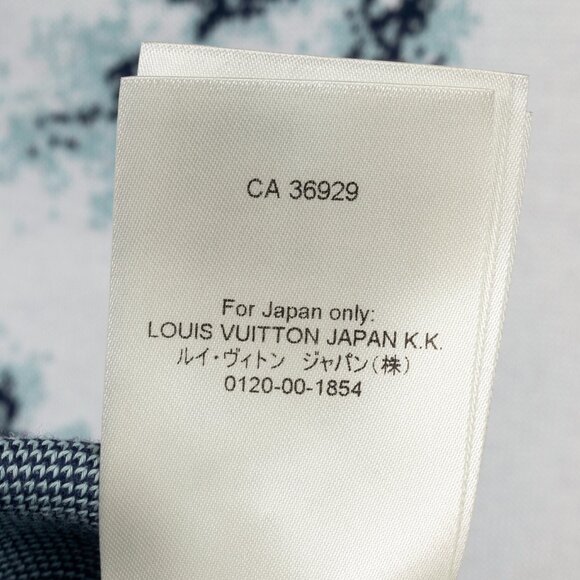 CA 36929
For Japan only:
LOUIS VUITTON JAPAN K.K.
ルイ・ヴィトン　ジャパン(株)
0120-00-1854